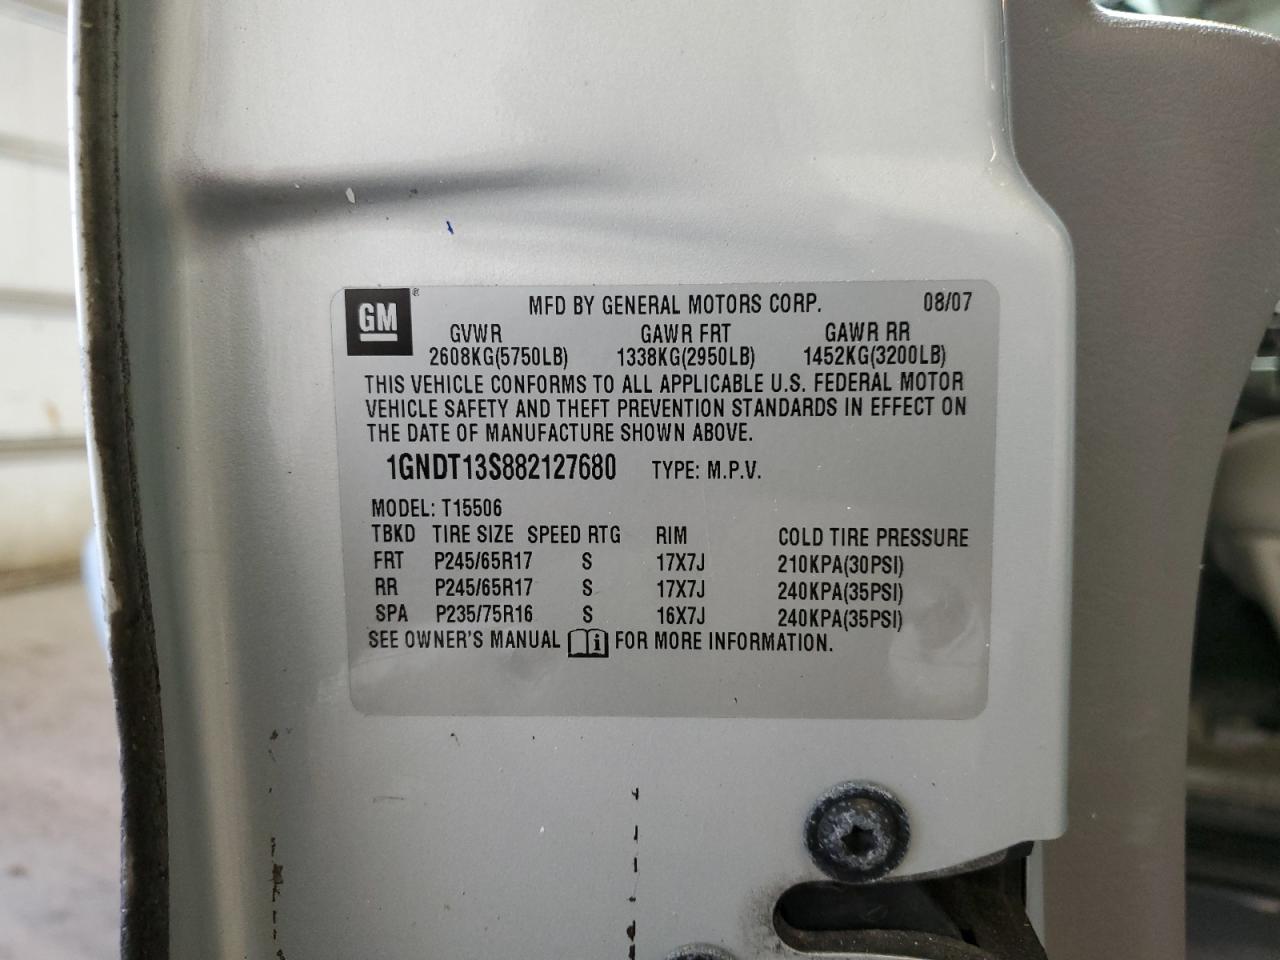 GM ® MFD BY GENERAL MOTORS CORP. 08/07
GVWR GAWR FRT GAWR RR
2608KG(5750LB) 1338KG(2950LB) 1452KG(3200LB)
THIS VEHICLE CONFORMS TO ALL APPLICABLE U.S. FEDERAL MOTOR
VEHICLE SAFETY AND THEFT PREVENTION STANDARDS IN EFFECT ON
THE DATE OF MANUFACTURE SHOWN ABOVE.
1GNDT13S882127680 TYPE: M.P.V.
MODEL: T15506
TBKD TIRE SIZE SPEED RTG RIM COLD TIRE PRESSURE
FRT P245/65R17 S 17X7J 210KPA(30PSI)
RR P245/65R17 S 17X7J 240KPA(35PSI)
SPA P235/75R16 S 16X7J 240KPA(35PSI)
SEE OWNER'S MANUAL i FOR MORE INFORMATION.